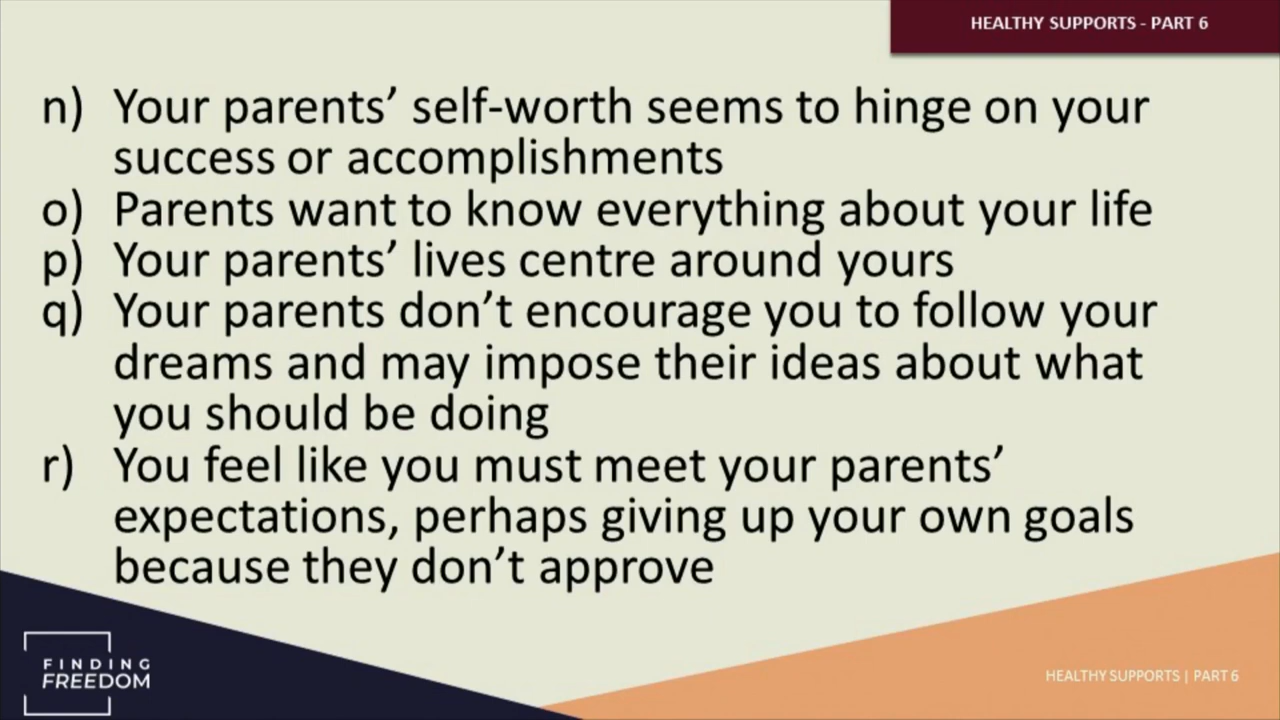 HEALTHY SUPPORTS - PART 6
n) Your parents’ self-worth seems to hinge on your
success or accomplishments
o) Parents want to know everything about your life
p) Your parents’ lives centre around yours
q) Your parents don’t encourage you to follow your
dreams and may impose their ideas about what
you should be doing
r) You feel like you must meet your parents’
expectations, perhaps giving up your own goals
because they don’t approve
FINDING
FREEDOM
HEALTHY SUPPORTS | PART 6